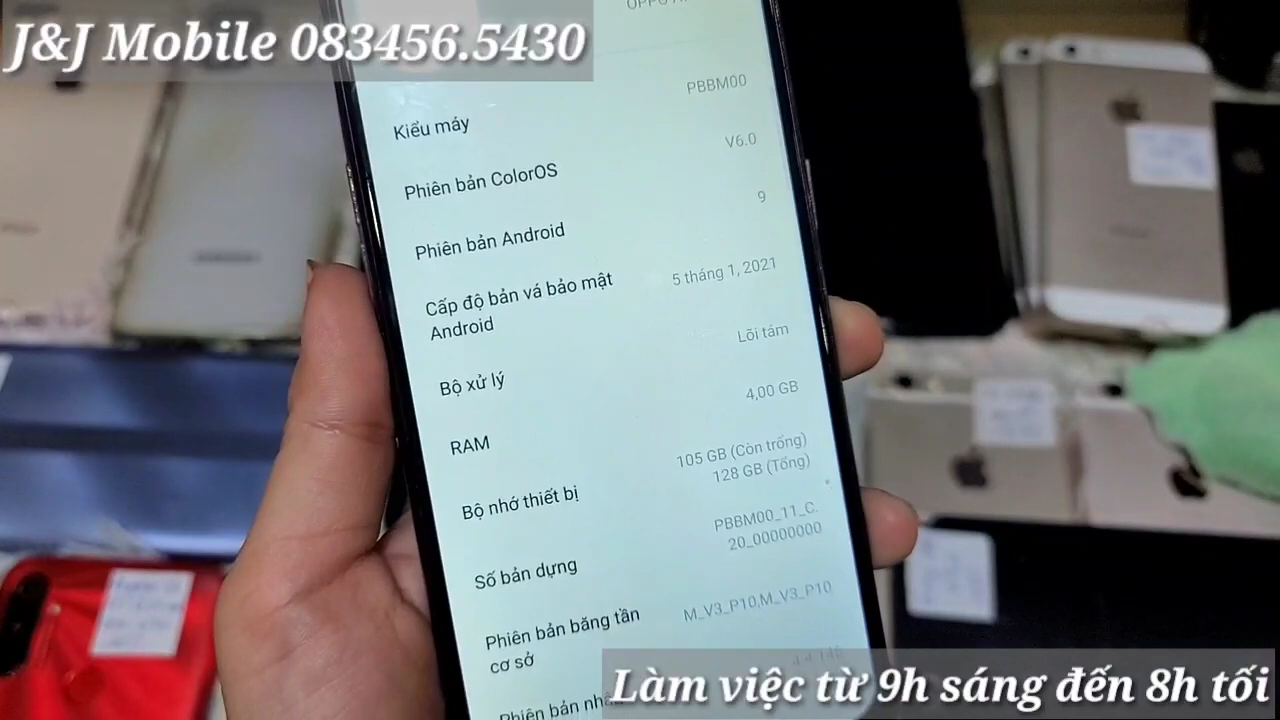 J&J Mobile 083456.5430
OPPO
Kiểu máy PBBM00
Phiên bản ColorOS V6.0
Phiên bản Android 9
Cấp độ bản vá bảo mật
Android
5 tháng 1, 2021
Bộ xử lý Lõi tám
RAM 4,00 GB
Bộ nhớ thiết bị 105 GB (Còn trống)
128 GB (Tổng)
Số bản dựng PBBM00_11_C.
20_00000000
Phiên bản băng tần
cơ sở
M_V3_P10,M_V3_P10
Phiên bản
Làm việc từ 9h sáng đến 8h tối